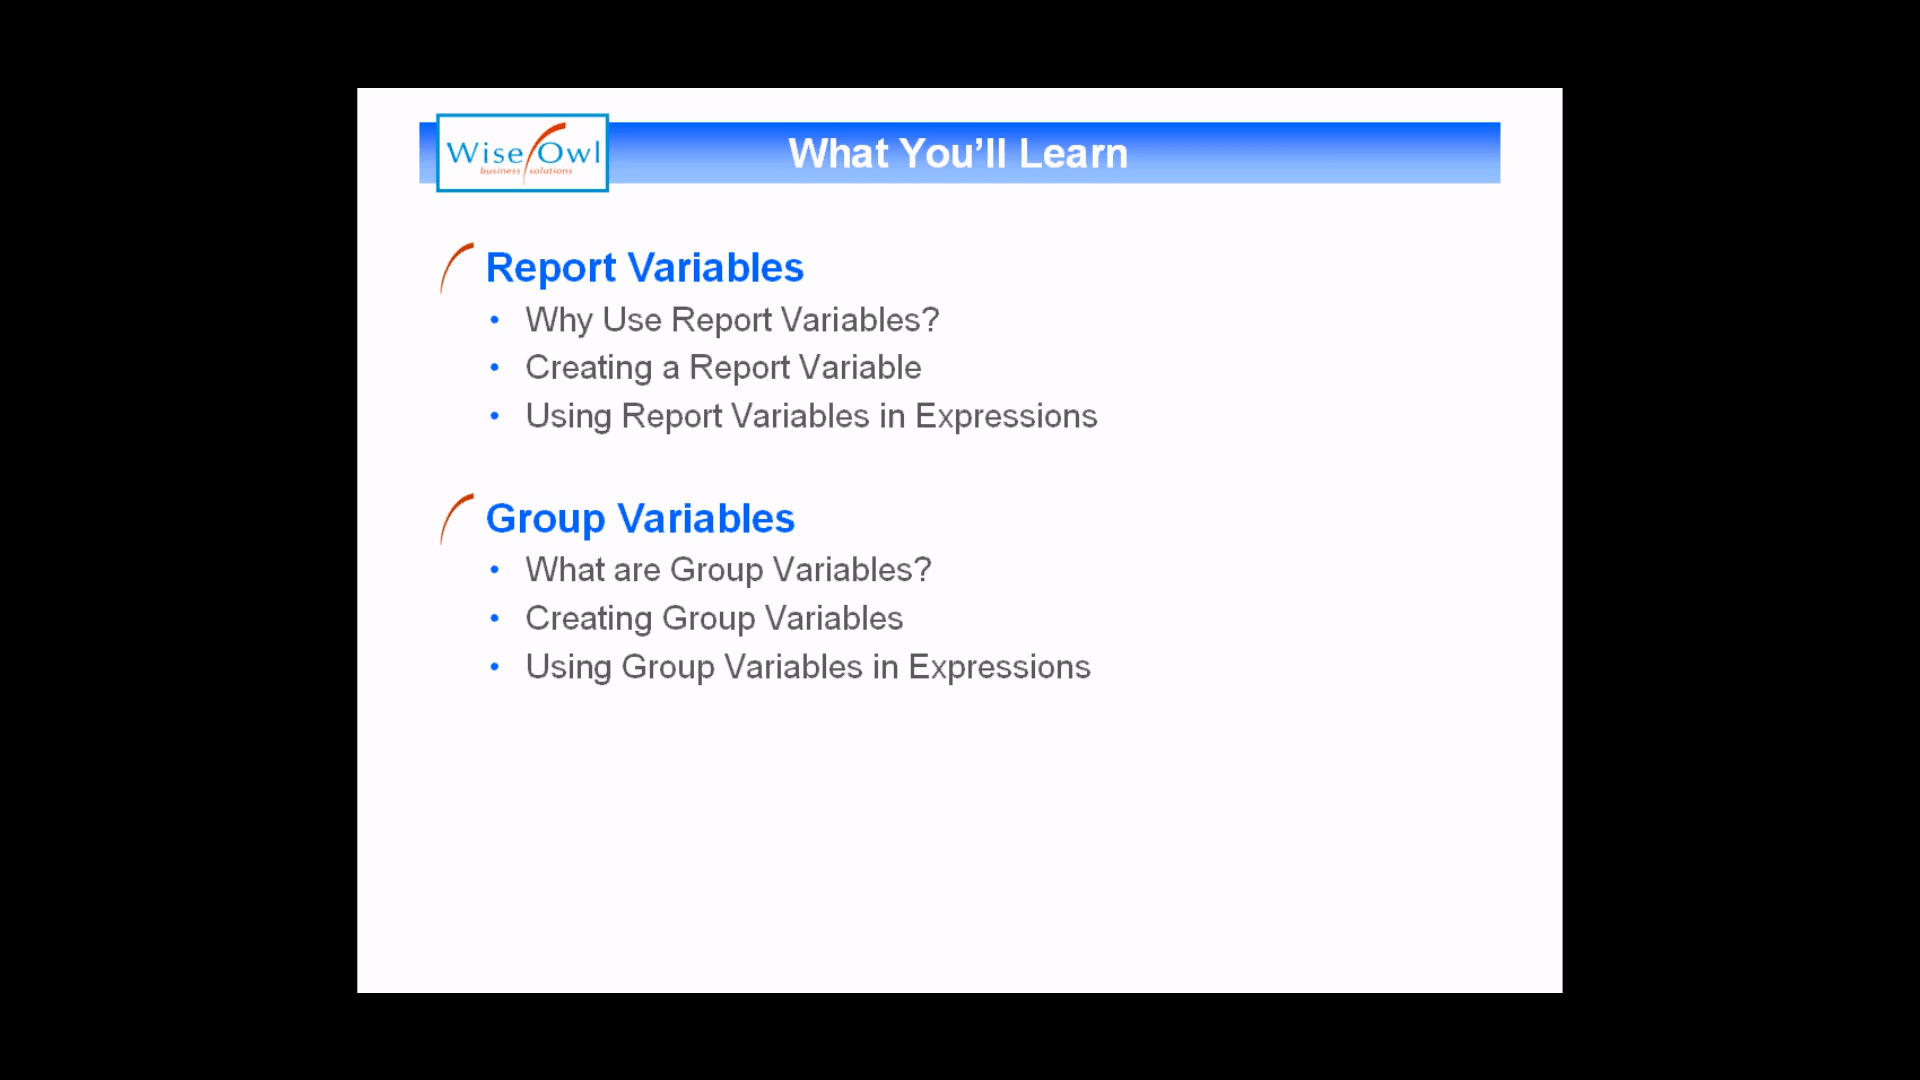 Wise Owl
business solutions
What You’ll Learn
Report Variables
• Why Use Report Variables?
• Creating a Report Variable
• Using Report Variables in Expressions
Group Variables
• What are Group Variables?
• Creating Group Variables
• Using Group Variables in Expressions